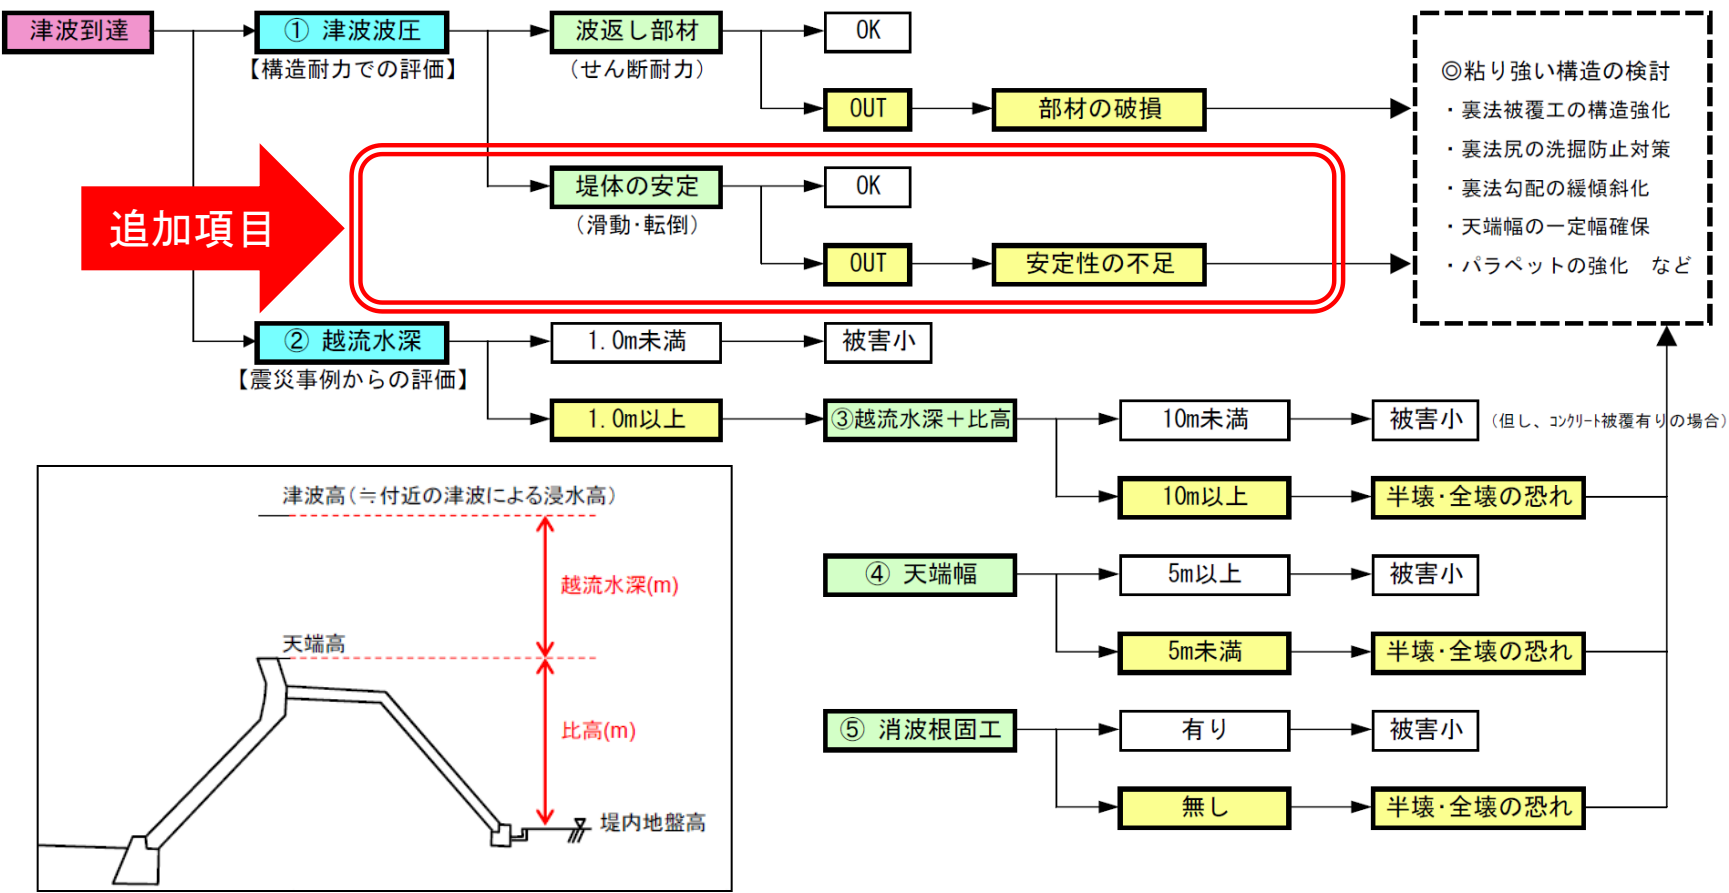 津波到達
① 津波波圧
【構造耐力での評価】
波返し部材
（せん断耐力）
OK
OUT
部材の破損
追加項目
堤体の安定
（滑動・転倒）
OK
OUT
安定性の不足
◎粘り強い構造の検討
・裏法被覆工の構造強化
・裏法尻の洗掘防止対策
・裏法勾配の緩傾斜化
・天端幅の一定幅確保
・パラペットの強化　など
② 越流水深
【震災事例からの評価】
1.0m未満
被害小
1.0m以上
③越流水深＋比高
10m未満
被害小
（但し、ｺﾝｸﾘｰﾄ被覆有りの場合）
10m以上
半壊・全壊の恐れ
④ 天端幅
5m以上
被害小
5m未満
半壊・全壊の恐れ
⑤ 消波根固工
有り
被害小
無し
半壊・全壊の恐れ
津波高（≒付近の津波による浸水高）
越流水深(m)
天端高
比高(m)
堤内地盤高